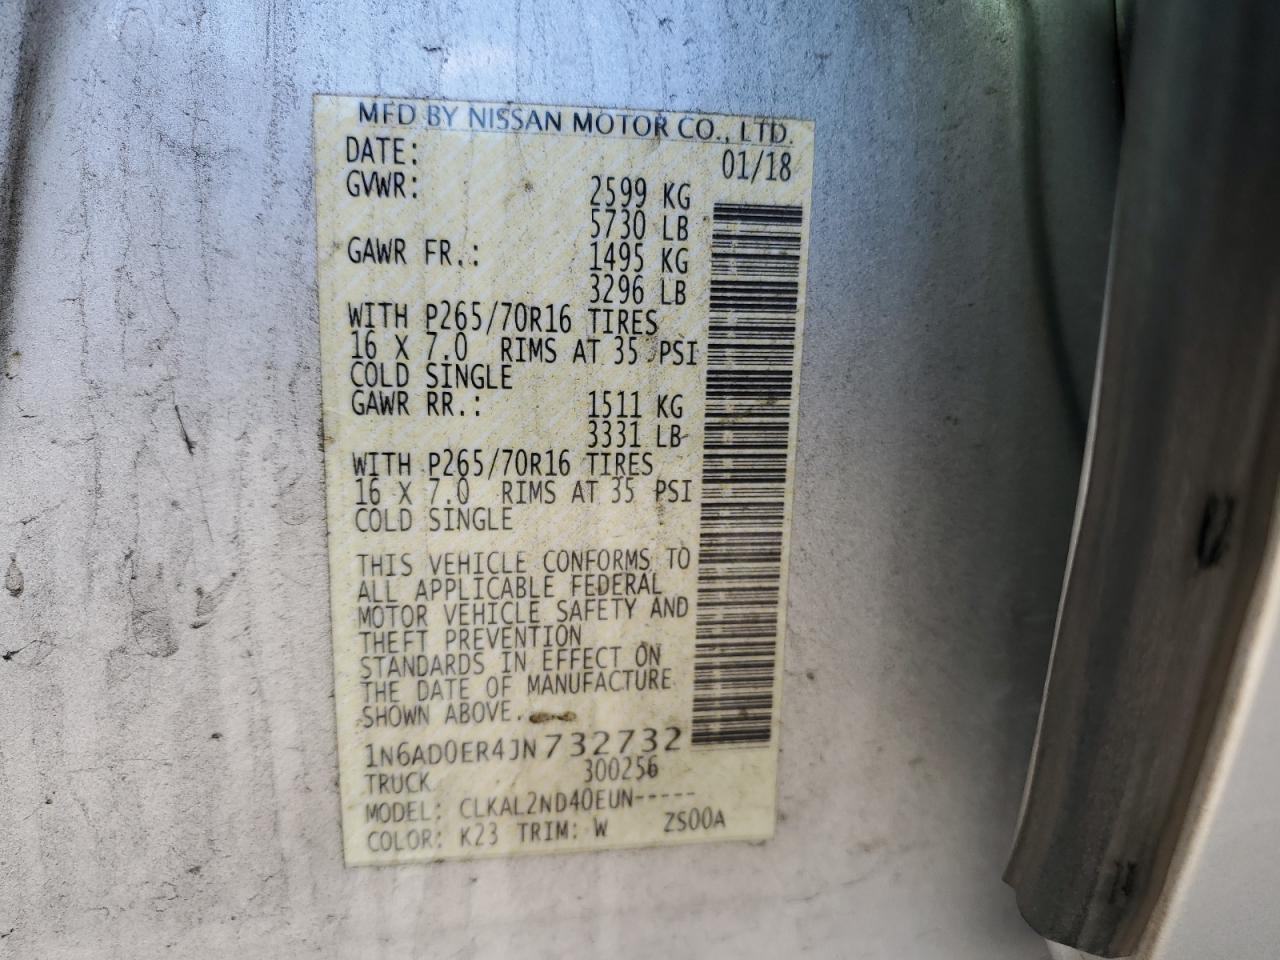 MFD BY NISSAN MOTOR CO., LTD.
DATE: 01/18
GVWR: 2599 KG
5730 LB
GAWR FR.: 1495 KG
3296 LB
WITH P265/70R16 TIRES
16 X 7.0 RIMS AT 35 PSI
COLD SINGLE
GAWR RR.: 1511 KG
3331 LB
WITH P265/70R16 TIRES
16 X 7.0 RIMS AT 35 PSI
COLD SINGLE
THIS VEHICLE CONFORMS TO
ALL APPLICABLE FEDERAL
MOTOR VEHICLE SAFETY AND
THEFT PREVENTION
STANDARDS IN EFFECT ON
THE DATE OF MANUFACTURE
SHOWN ABOVE.
1N6AD0ER4JN732732
TRUCK 300256
MODEL: CLKAL2ND40EUN-----
COLOR: K23 TRIM: W ZS00A